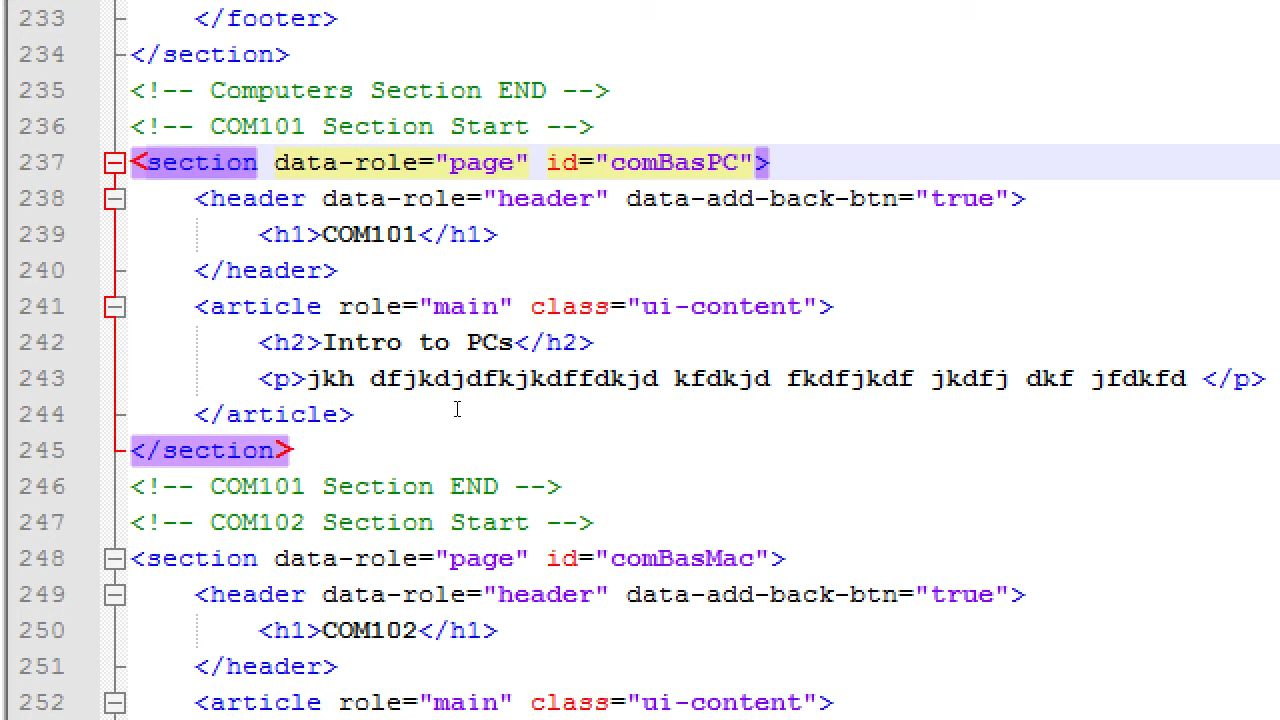 233 </footer>
234 </section>
235 <!-- Computers Section END -->
236 <!-- COM101 Section Start -->
237 <section data-role="page" id="comBasPC">
238 <header data-role="header" data-add-back-btn="true">
239 <h1>COM101</h1>
240 </header>
241 <article role="main" class="ui-content">
242 <h2>Intro to PCs</h2>
243 <p>jkh dfjkdjdfkjkdffdkjd kfdkjd fkdfjkdf jkdfj dkf jfdkfd </p>
244 </article>
245 </section>
246 <!-- COM101 Section END -->
247 <!-- COM102 Section Start -->
248 <section data-role="page" id="comBasMac">
249 <header data-role="header" data-add-back-btn="true">
250 <h1>COM102</h1>
251 </header>
252 <article role="main" class="ui-content">